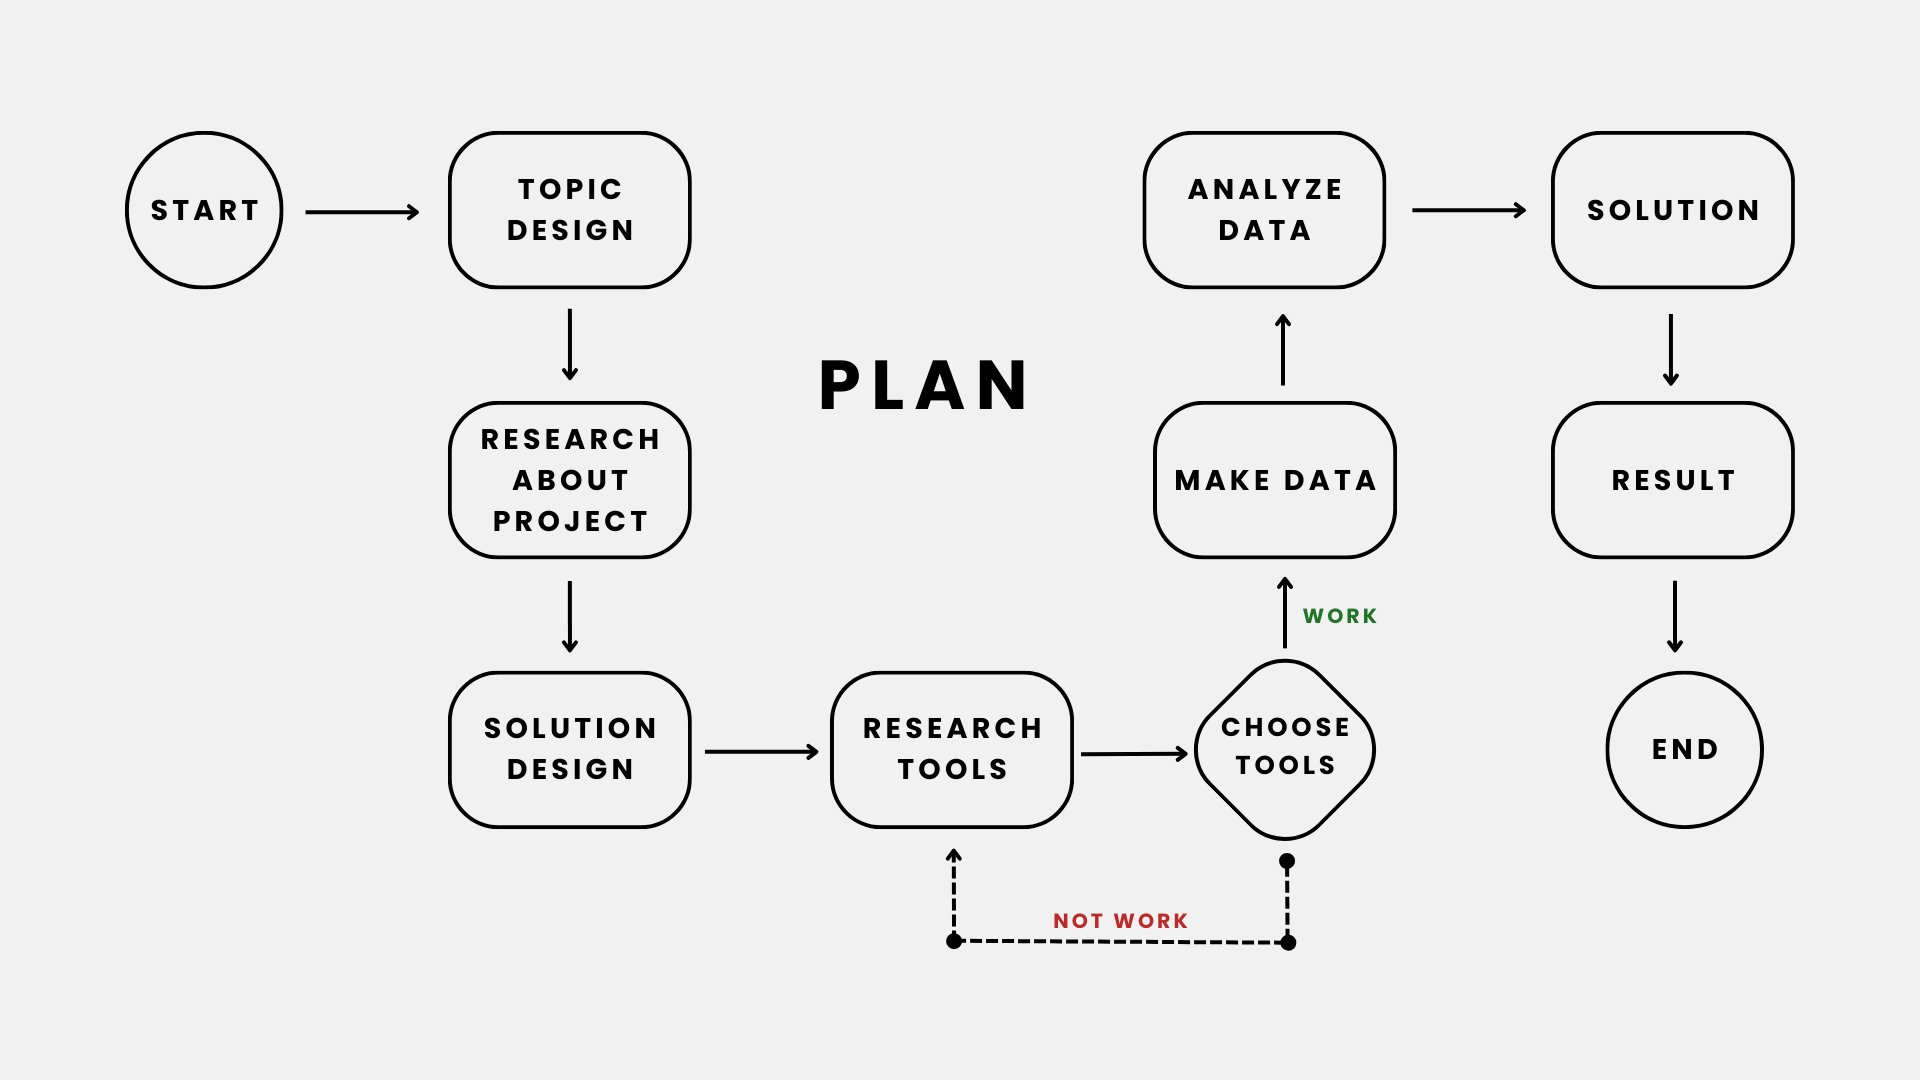 START
TOPIC
DESIGN
RESEARCH
ABOUT
PROJECT
SOLUTION
DESIGN
PLAN
RESEARCH
TOOLS
CHOOSE
TOOLS
NOT WORK
WORK
MAKE DATA
ANALYZE
DATA
SOLUTION
RESULT
END